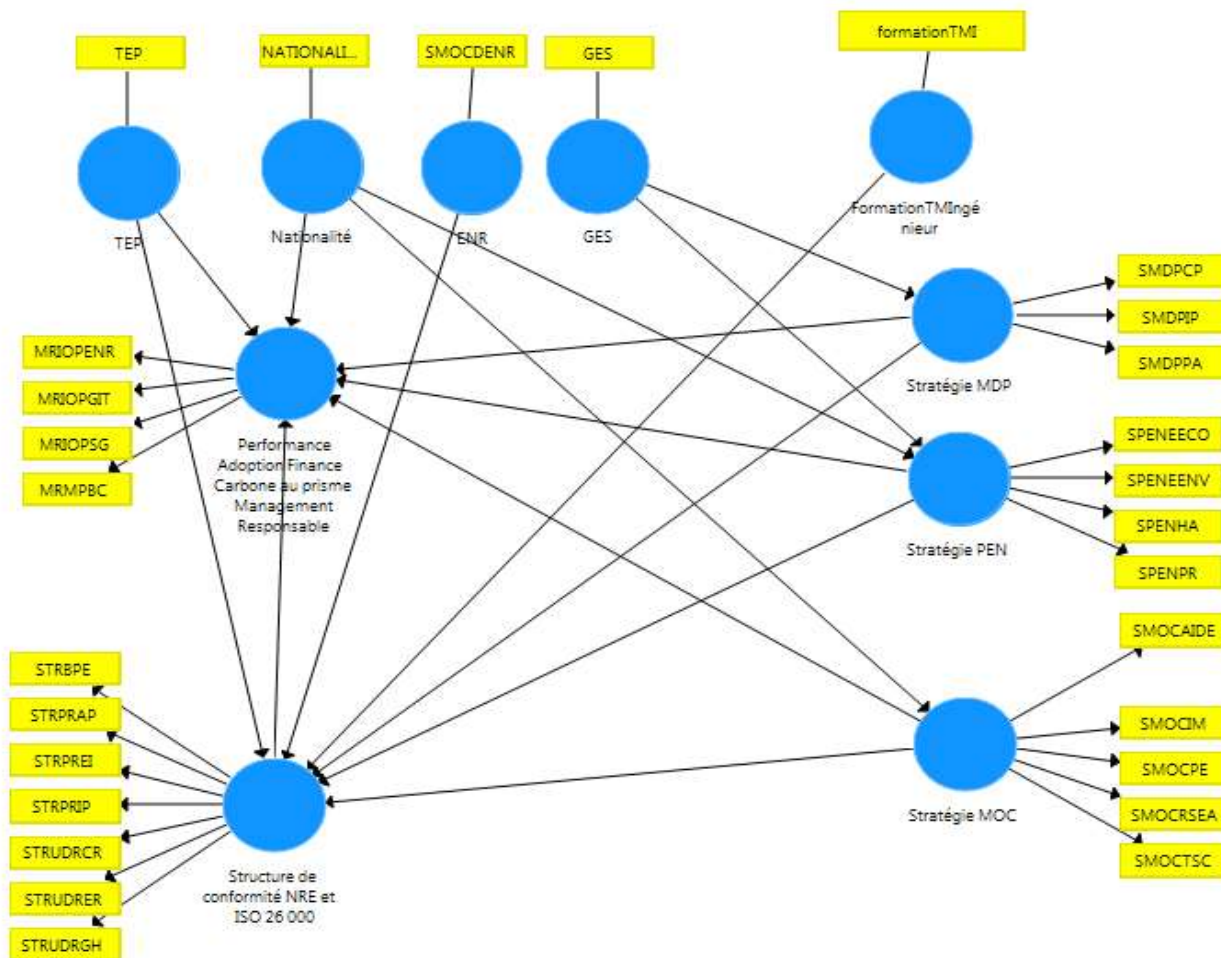 TEP
NATIONALI...
SMOCDENR
GES
formationTMI
TEP
Nationalité
ENR
GES
FormationTMIngé
nieur
MRIOPENR
MRIOPGIT
MRIOPSG
MRMPBC
Performance
Adoption Finance
Carbone au prisme
Management
Responsable
SMDPCP
SMDPIP
SMDPPA
Stratégie MDP
SPENEECO
SPENEENV
SPENHA
SPENPR
Stratégie PEN
STRBPE
STRPRAP
STRPREI
STRPRIP
STRUDRCR
STRUDRER
STRUDRGH
Structure de
conformité NRE et
ISO 26 000
SMOCAIDE
SMOCIM
SMOCPE
SMOCRSEA
SMOCTSC
Stratégie MOC